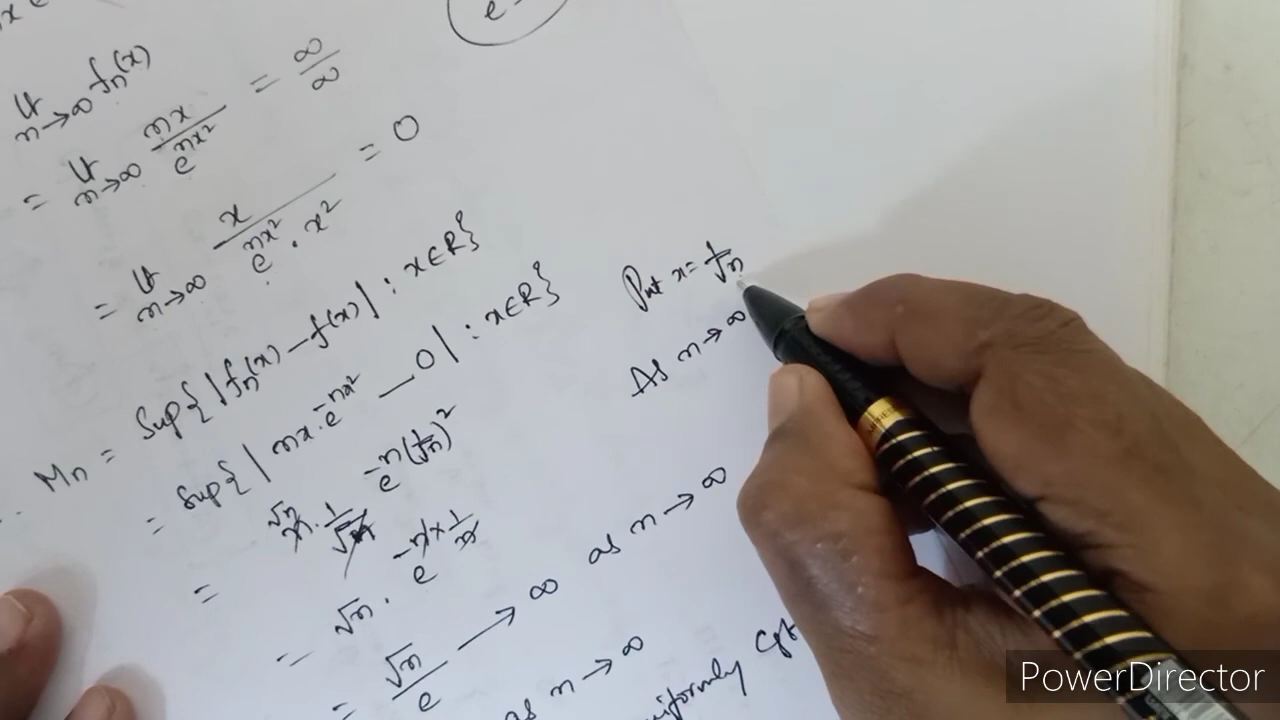 x e
e
lt n→∞ fn(x)
= lt n→∞ nx/e^nx² = ∞/∞
= lt n→∞ x/e^nx² . x² = 0
Mn = Sup{|fn(x) — f(x)| : x∈R}
= Sup{|nx.e^-nx² — 0| : x∈R}
Put x = 1/√n
As n→∞
= √n n . 1/√n e^-n(1/√n)²
= √n . e^-n×1/n
= √n/e → ∞ as n→∞
as n→∞
uniformly cgt
PowerDirector